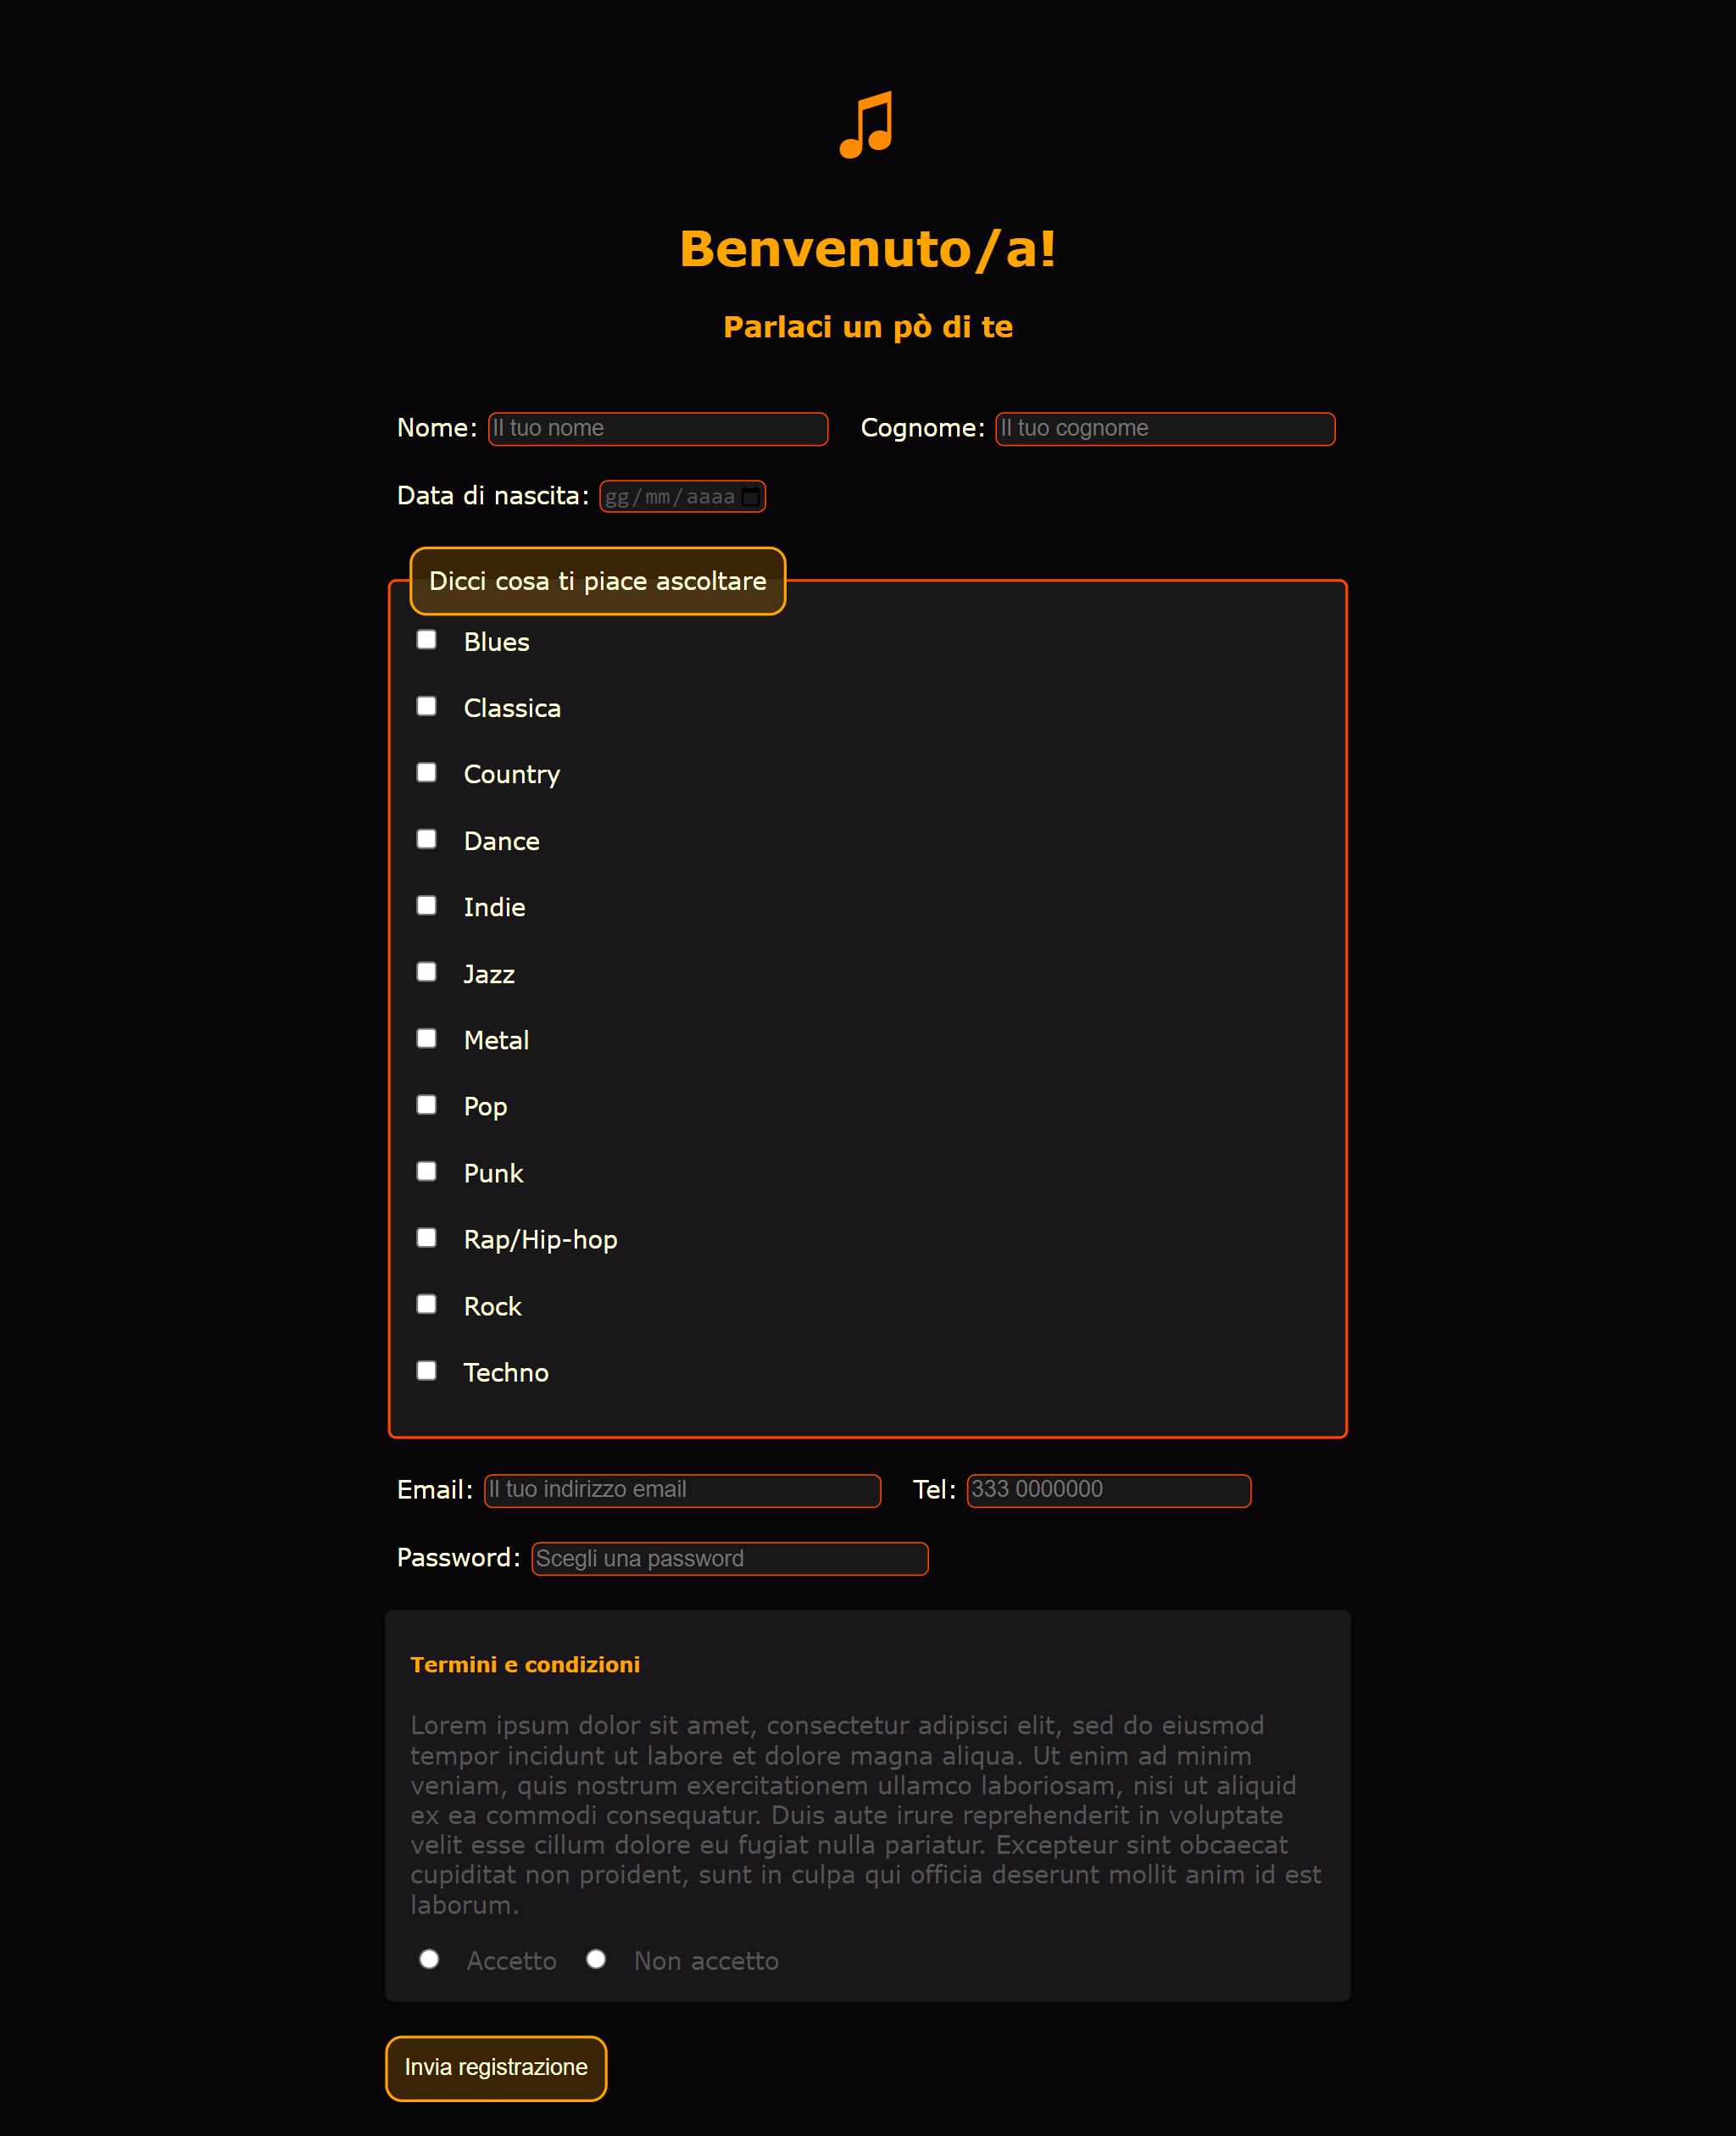 Benvenuto/a!
Parlaci un pò di te
Nome: Il tuo nome Cognome: Il tuo cognome
Data di nascita: gg/mm/aaaa
Dicci cosa ti piace ascoltare
Blues
Classica
Country
Dance
Indie
Jazz
Metal
Pop
Punk
Rap/Hip-hop
Rock
Techno
Email: Il tuo indirizzo email Tel: 333 0000000
Password: Scegli una password
Termini e condizioni
Lorem ipsum dolor sit amet, consectetur adipisci elit, sed do eiusmod
tempor incidunt ut labore et dolore magna aliqua. Ut enim ad minim
veniam, quis nostrum exercitationem ullamco laboriosam, nisi ut aliquid
ex ea commodi consequatur. Duis aute irure reprehenderit in voluptate
velit esse cillum dolore eu fugiat nulla pariatur. Excepteur sint obcaecat
cupiditat non proident, sunt in culpa qui officia deserunt mollit anim id est
laborum.
Accetto Non accetto
Invia registrazione